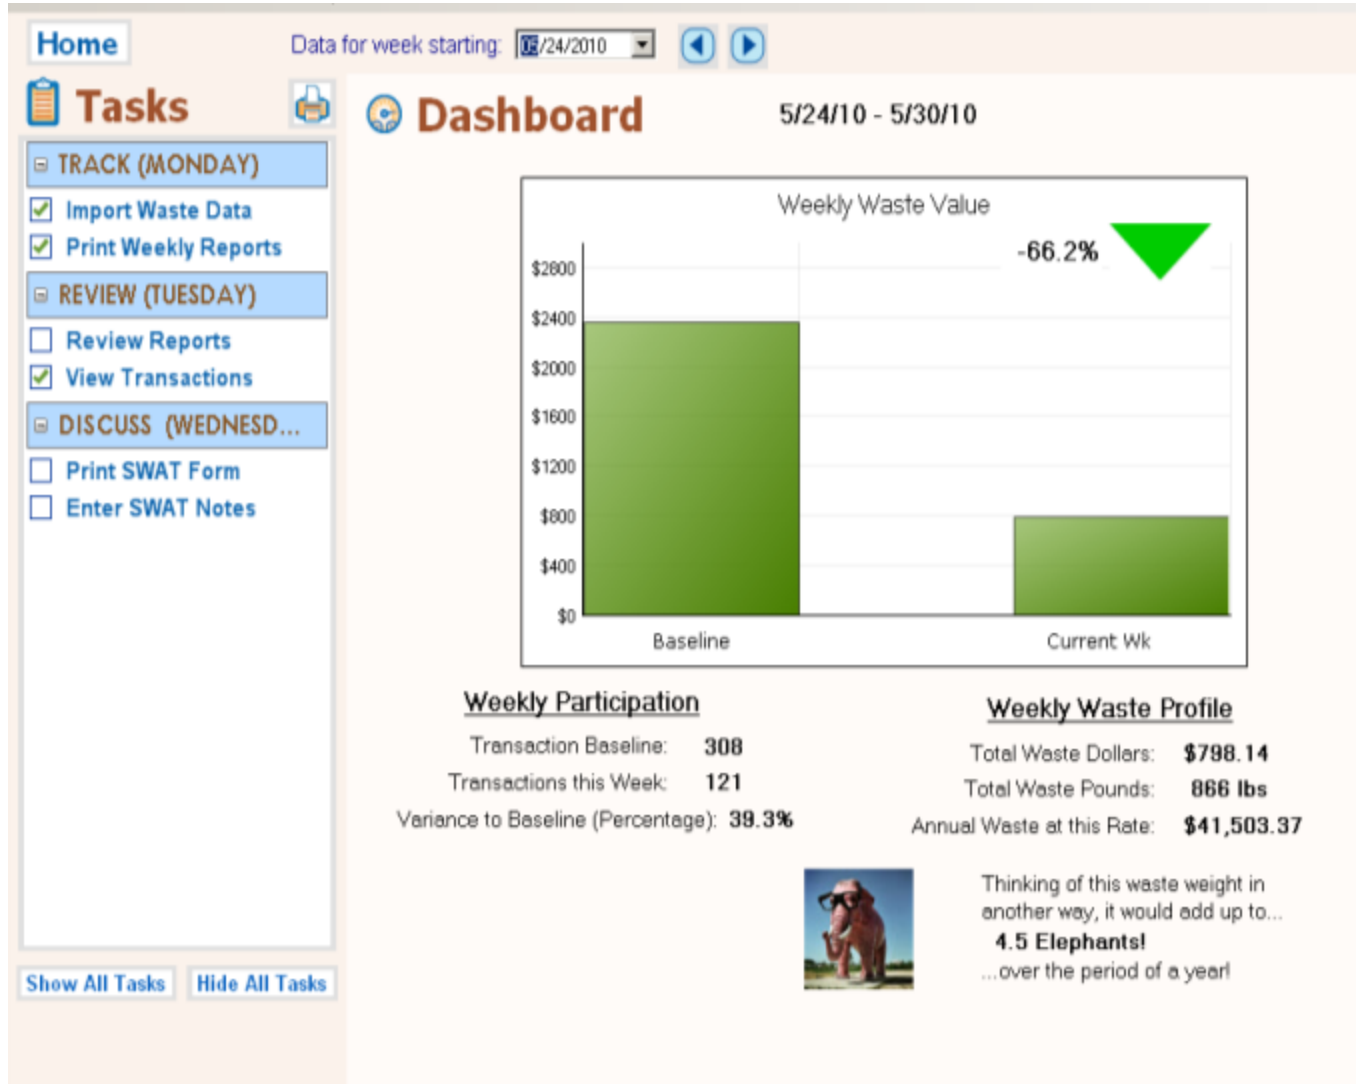 Home
Data for week starting: 05/24/2010
Tasks
TRACK (MONDAY)
Import Waste Data
Print Weekly Reports
REVIEW (TUESDAY)
Review Reports
View Transactions
DISCUSS (WEDNESD...
Print SWAT Form
Enter SWAT Notes
Show All Tasks
Hide All Tasks
Dashboard
5/24/10 - 5/30/10
Weekly Waste Value
-66.2%
$2800
$2400
$2000
$1600
$1200
$800
$400
$0
Baseline
Current Wk
Weekly Participation
Transaction Baseline: 308
Transactions this Week: 121
Variance to Baseline (Percentage): 39.3%
Weekly Waste Profile
Total Waste Dollars: $798.14
Total Waste Pounds: 866 lbs
Annual Waste at this Rate: $41,503.37
Thinking of this waste weight in
another way, it would add up to...
4.5 Elephants!
...over the period of a year!